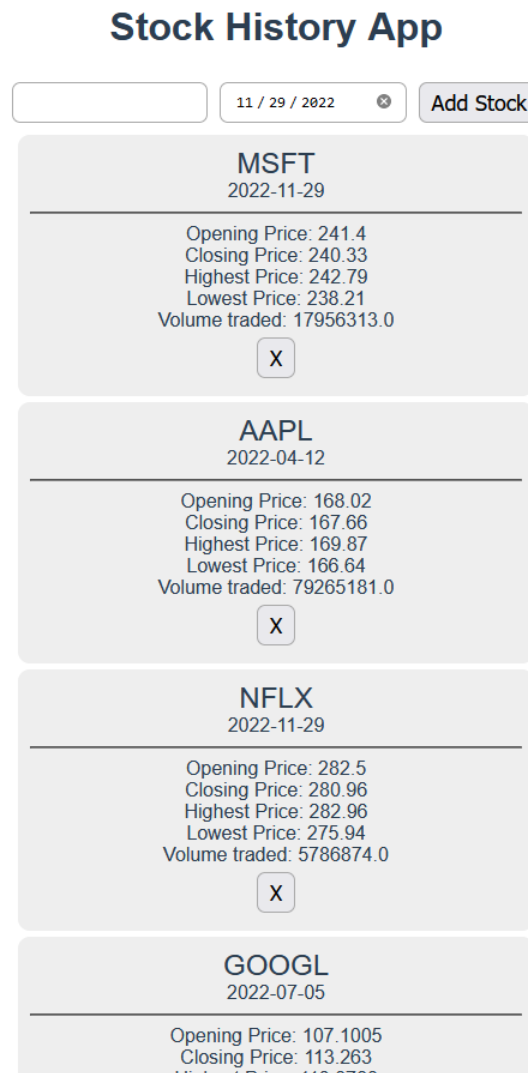 Stock History App
11 / 29 / 2022
Add Stock
MSFT
2022-11-29
Opening Price: 241.4
Closing Price: 240.33
Highest Price: 242.79
Lowest Price: 238.21
Volume traded: 17956313.0
X
AAPL
2022-04-12
Opening Price: 168.02
Closing Price: 167.66
Highest Price: 169.87
Lowest Price: 166.64
Volume traded: 79265181.0
X
NFLX
2022-11-29
Opening Price: 282.5
Closing Price: 280.96
Highest Price: 282.96
Lowest Price: 275.94
Volume traded: 5786874.0
X
GOOGL
2022-07-05
Opening Price: 107.1005
Closing Price: 113.263